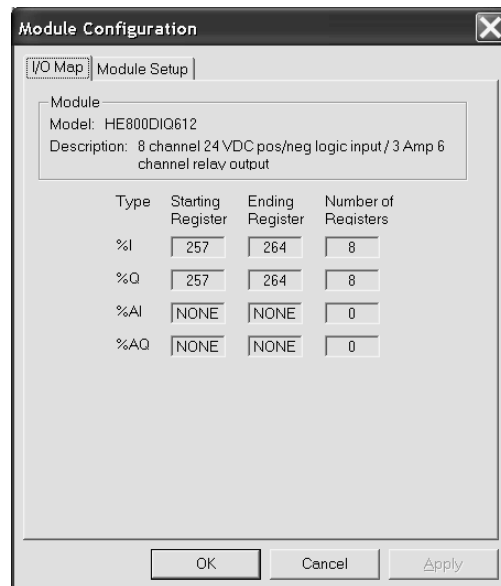 Module Configuration
I/O Map Module Setup
Module
Model: HE800DIQ612
Description: 8 channel 24 VDC pos/neg logic input / 3 Amp 6
channel relay output
Type Starting Ending Number of
Register Register Registers
%I 257 264 8
%Q 257 264 8
%AI NONE NONE 0
%AQ NONE NONE 0
OK Cancel Apply